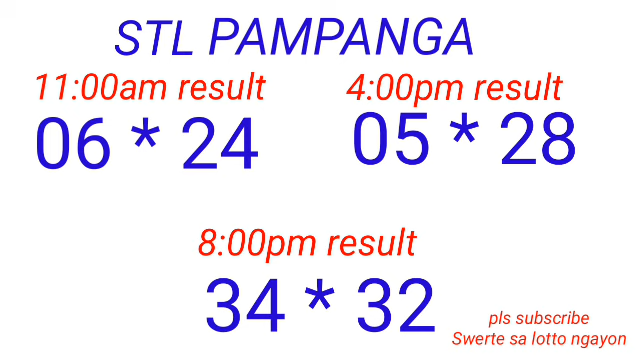 STL PAMPANGA
11:00am result
06 * 24
4:00pm result
05 * 28
8:00pm result
34 * 32
pls subscribe
Swerte sa lotto ngayon